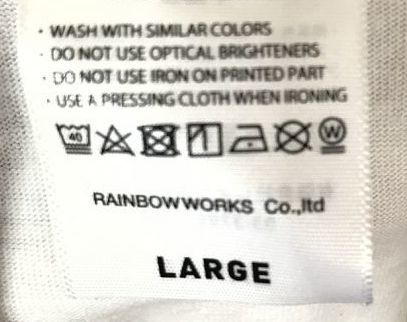 · WASH WITH SIMILAR COLORS
· DO NOT USE OPTICAL BRIGHTENERS
· DO NOT USE IRON ON PRINTED PART
· USE A PRESSING CLOTH WHEN IRONING
40 W
RAINBOWWORKS Co.,ltd
LARGE